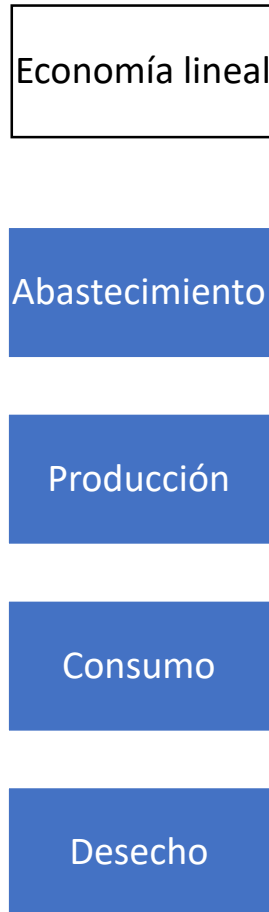 Economía lineal
Abastecimiento
Producción
Consumo
Desecho